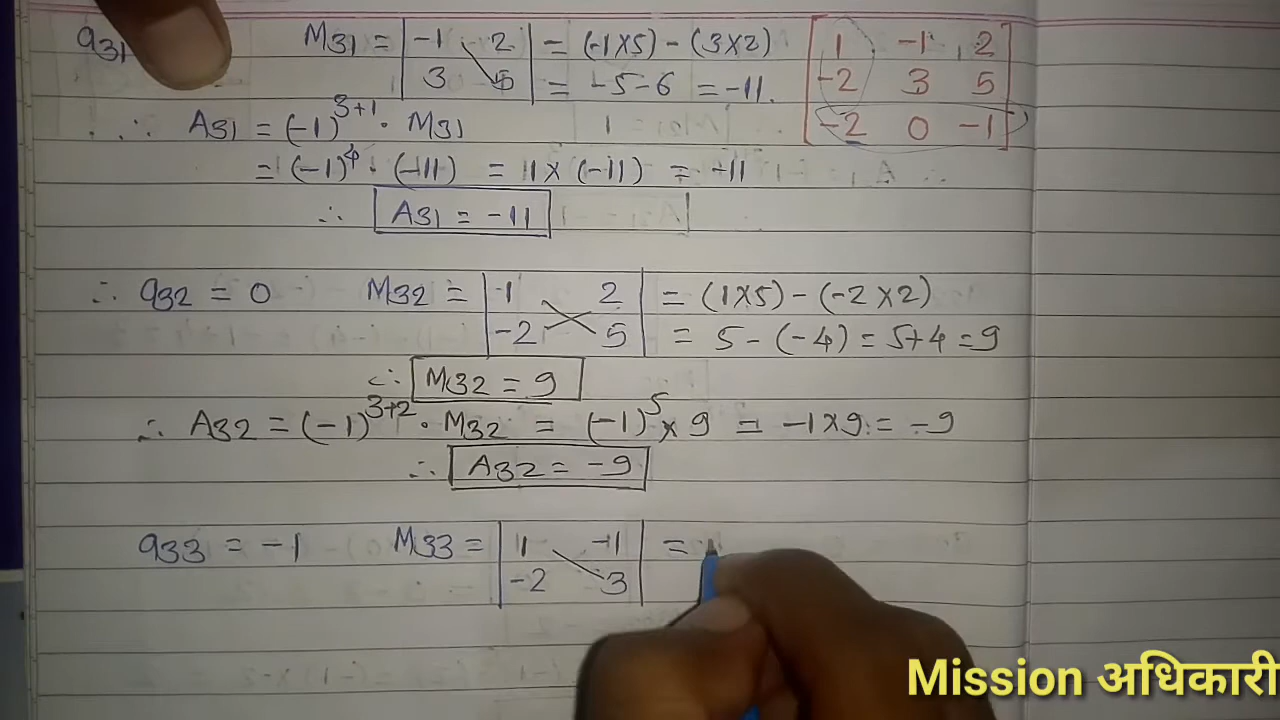 a31 M31 = | -1 2 | = (-1×5) - (3×2) [ 1 -1 2 ]
| 3 5 | = -5-6 = -11. [ -2 3 5 ]
∴ A31 = (-1)^3+1 · M31 [ -2 0 -1 ]
= (-1)^4 · (-11) = 1 × (-11) = -11
∴ A31 = -11
∴ a32 = 0 M32 = | 1 2 | = (1×5) - (-2×2)
| -2 5 | = 5 - (-4) = 5+4 = 9
∴ M32 = 9
∴ A32 = (-1)^3+2 · M32 = (-1)^5 × 9 = -1×9 = -9
∴ A32 = -9
a33 = -1 M33 = | 1 -1 | =
| -2 3 |
Mission अधिकारी